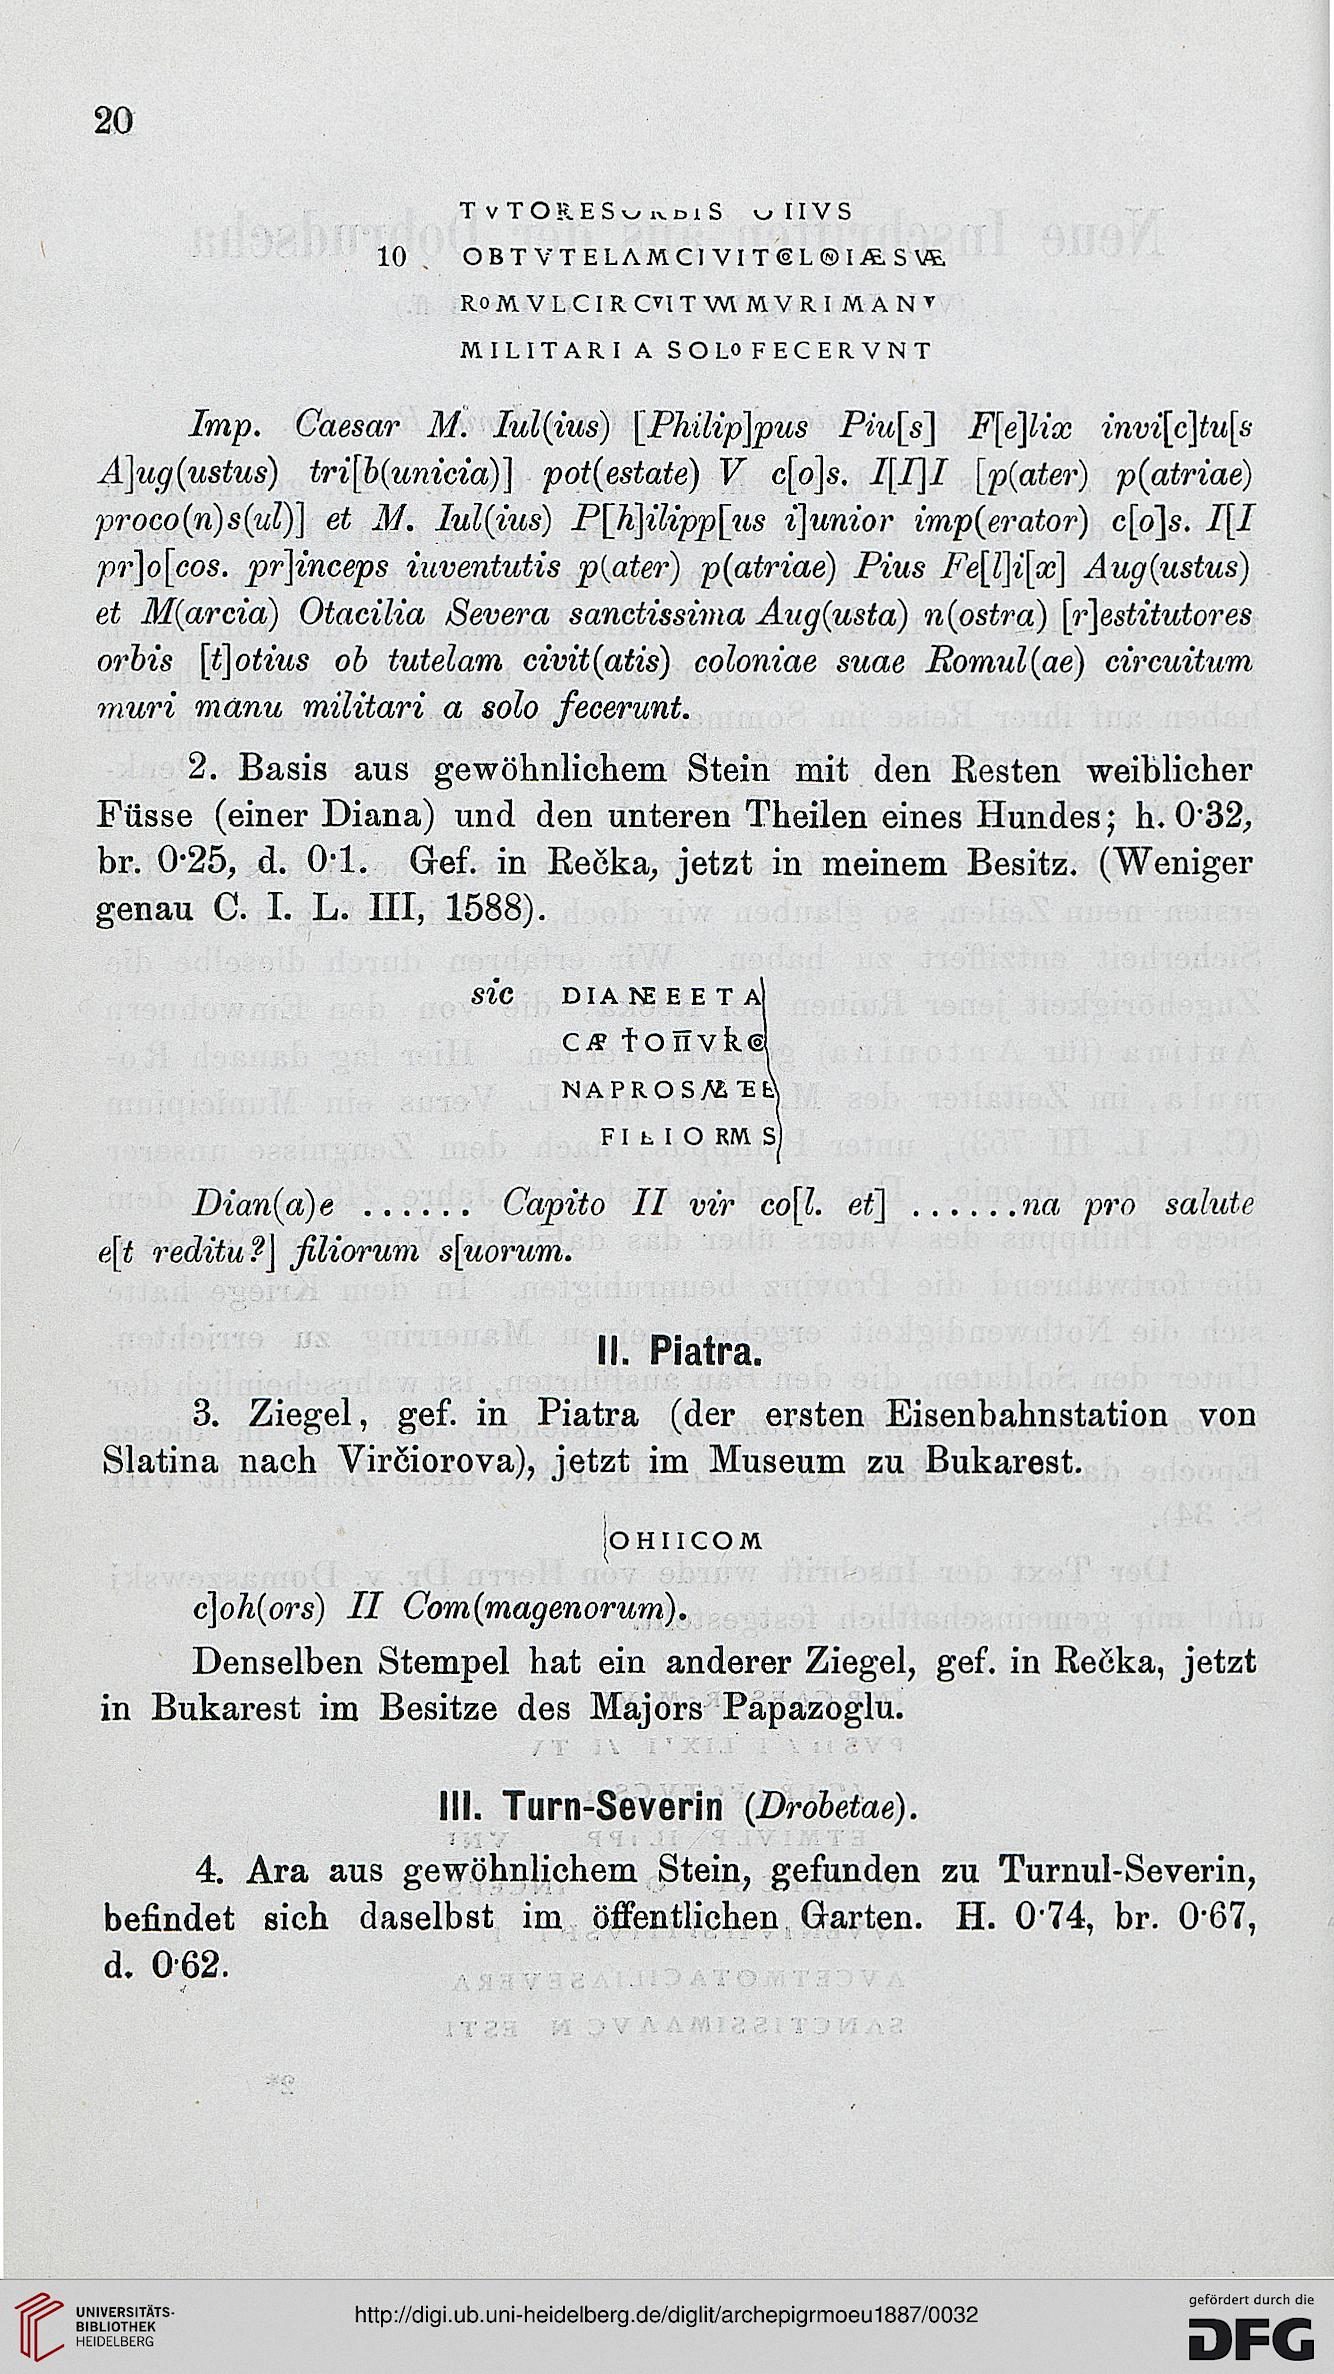 20
TVTORESORBIS OTIVS
10 OBTVTELAMCIVITCOLONIÆSVÆ
ROMVLCIRCVITVMMVRIMANV
MILITARI A SOLOFECERVNT
Imp. Caesar M. Iul(ius) [Philip]pus Piu[s] F[e]lix invi[c]tu[s
A]ug(ustus) tri[b(unicia)] pot(estate) V c[o]s. I[I]I [p(ater) p(atriae)
proco(n)s(ul)] et M. Iul(ius) P[h]ilipp[us i]unior imp(erator) c[o]s. I[I
pr]o[cos. pr]inceps iuventutis p(ater) p(atriae) Pius Fe[l]i[x] Aug(ustus)
et M(arcia) Otacilia Severa sanctissima Aug(usta) n(ostra) [r]estitutores
orbis [t]otius ob tutelam civit(atis) coloniae suae Romul(ae) circuitum
muri manu militari a solo fecerunt.
2. Basis aus gewöhnlichem Stein mit den Resten weiblicher
Füsse (einer Diana) und den unteren Theilen eines Hundes; h. 0·32,
br. 0·25, d. 0·1. Gef. in Rečka, jetzt in meinem Besitz. (Weniger
genau C. I. L. III, 1588).
sic DIANEEETA
NAPROS
FILIORMS
Dian(a)e ...... Capito II vir co[l. et] ......na pro salute
e[t reditu?] filiorum s[uorum.
II. Piatra.
3. Ziegel, gef. in Piatra (der ersten Eisenbahnstation von
Slatina nach Virčiorova), jetzt im Museum zu Bukarest.
OHIICOM
c]oh(ors) II Com(magenorum).
Denselben Stempel hat ein anderer Ziegel, gef. in Rečka, jetzt
in Bukarest im Besitze des Majors Papazoglu.
III. Turn-Severin (Drobetae).
4. Ara aus gewöhnlichem Stein, gefunden zu Turnul-Severin,
befindet sich daselbst im öffentlichen Garten. H. 0·74, br. 0·67,
d. 0·62.
UNIVERSITÄTS-
BIBLIOTHEK
HEIDELBERG
http://digi.ub.uni-heidelberg.de/diglit/archepigrmoeu1887/0032
gefördert durch die
DFG